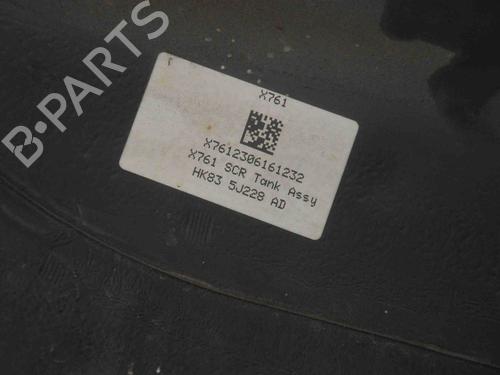 B-PARTS
X761
X7612306161232
X761 SCR Tank Assy
HK83 5J228 AD